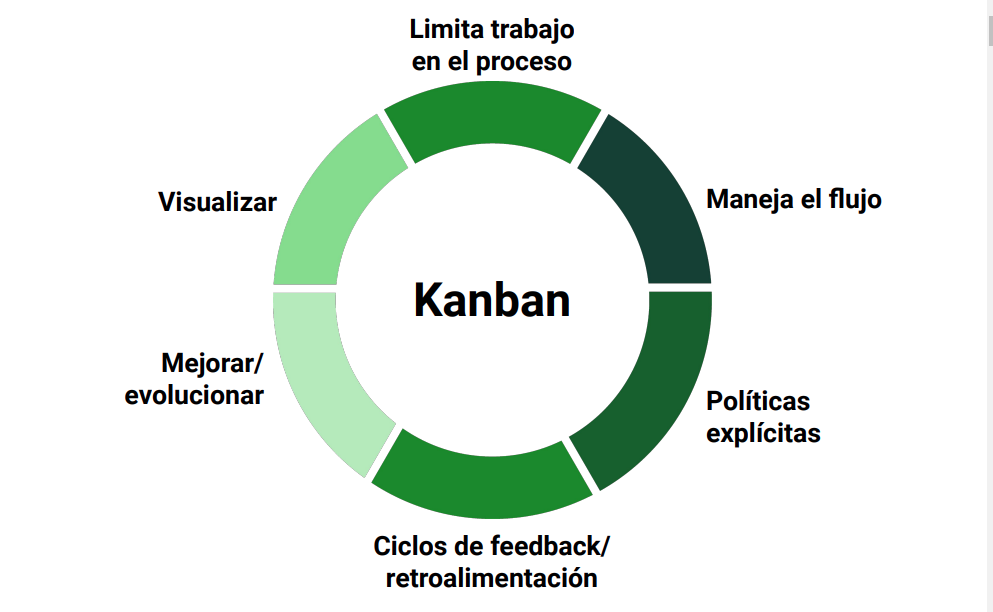 Limita trabajo
en el proceso
Visualizar
Maneja el flujo
Kanban
Mejorar/
evolucionar
Políticas
explícitas
Ciclos de feedback/
retroalimentación